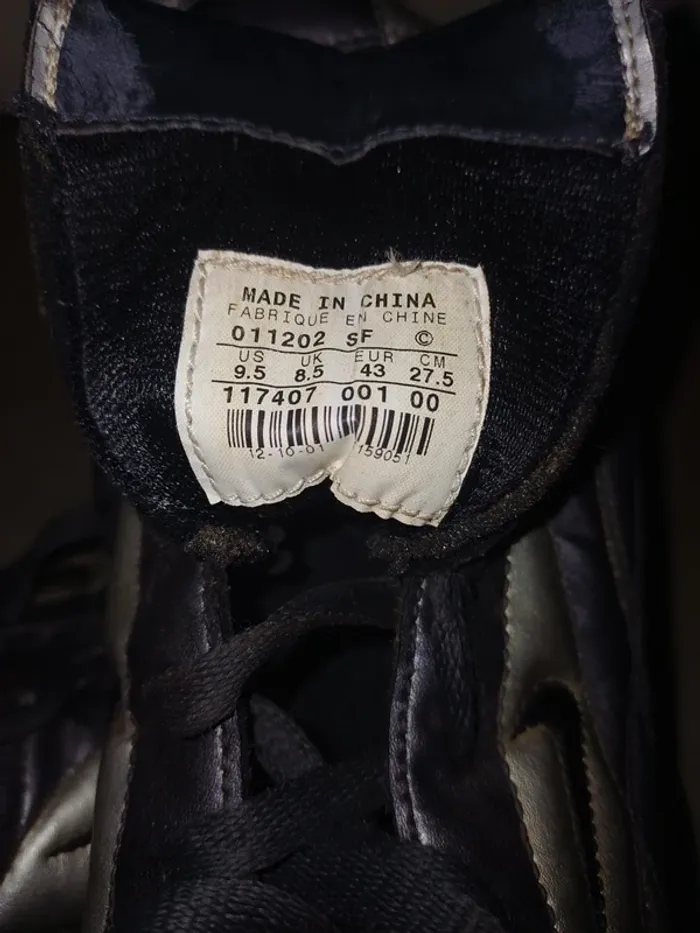 MADE IN CHINA
FABRIQUE EN CHINE
011202 SF ©
US UK EUR CM
9.5 8.5 43 27.5
117407 001 00
12-10-01 159051